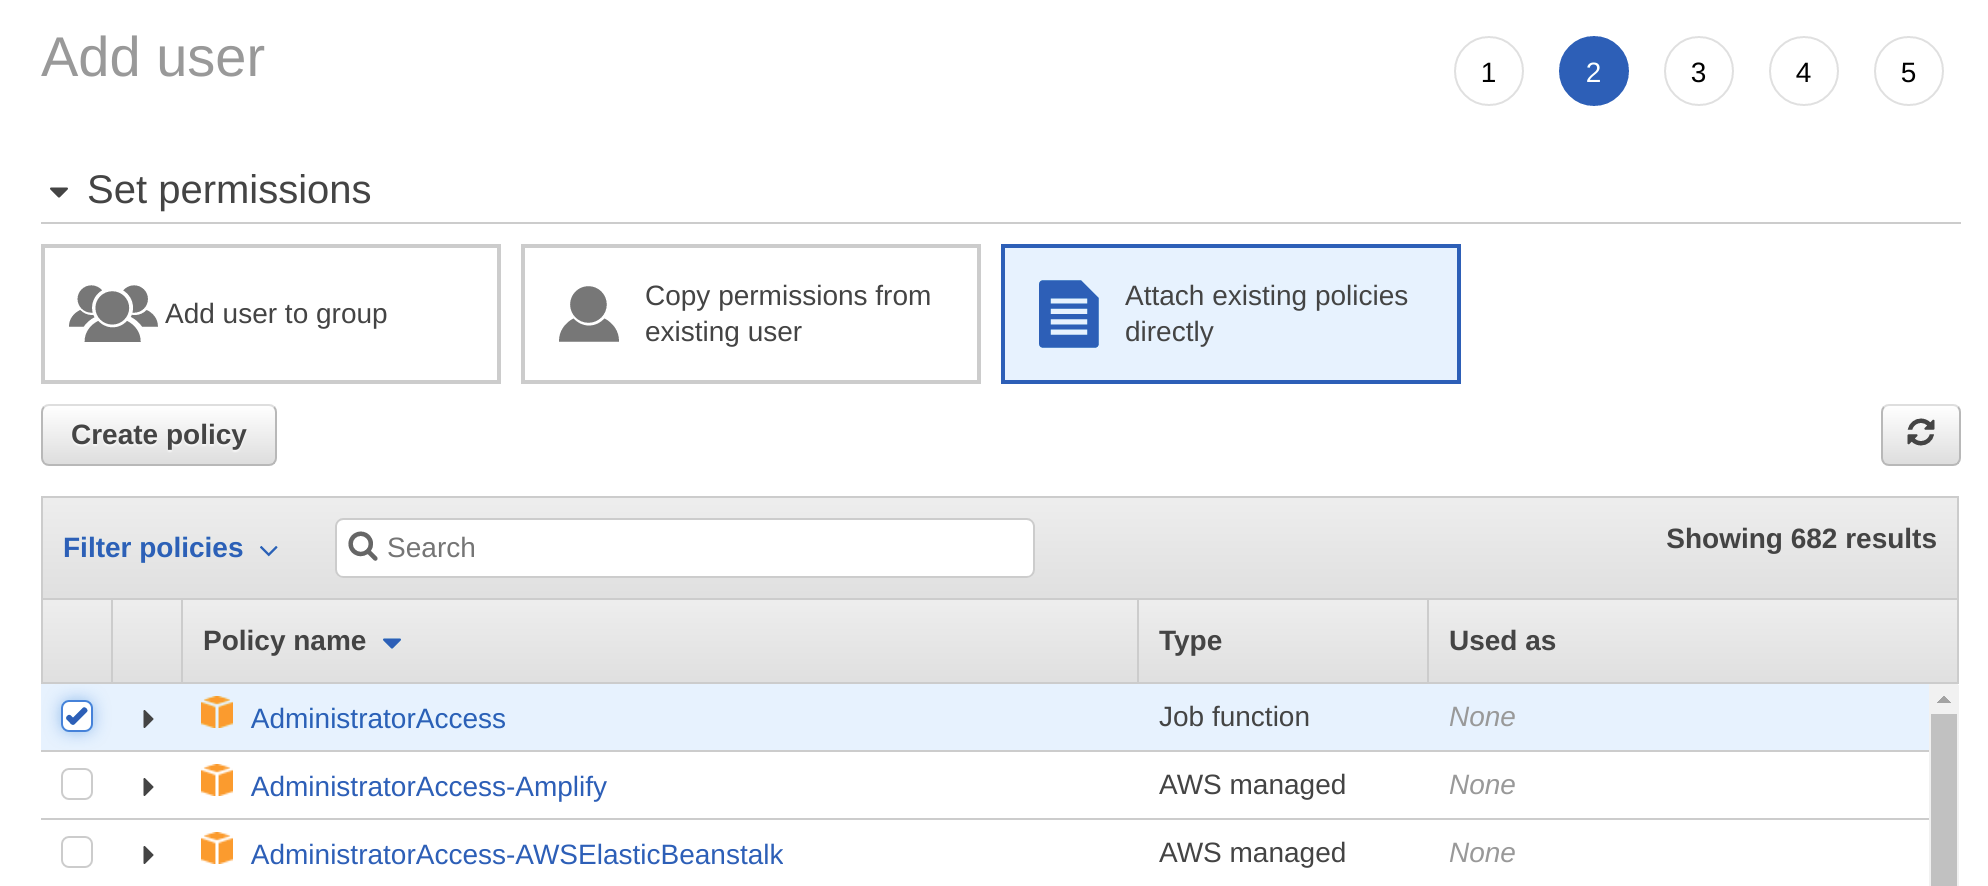 Add user
1 2 3 4 5
Set permissions
Add user to group
Copy permissions from
existing user
Attach existing policies
directly
Create policy
Filter policies Search Showing 682 results
Policy name Type Used as
AdministratorAccess Job function None
AdministratorAccess-Amplify AWS managed None
AdministratorAccess-AWSElasticBeanstalk AWS managed None